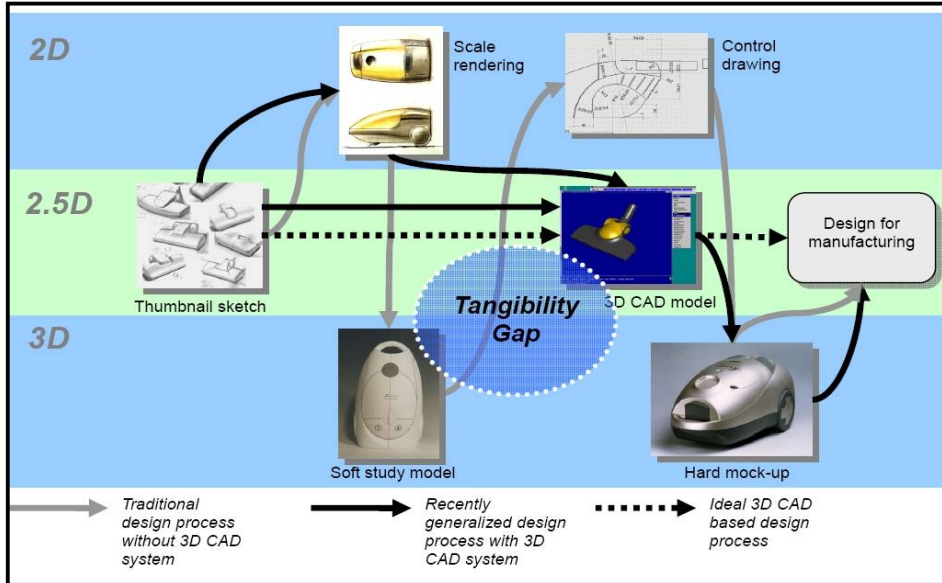 2D
Scale
rendering
Control
drawing
2.5D
Thumbnail sketch
3D CAD model
Design for
manufacturing
Tangibility
Gap
3D
Soft study model
Hard mock-up
Traditional
design process
without 3D CAD
system
Recently
generalized design
process with 3D
CAD system
Ideal 3D CAD
based design
process